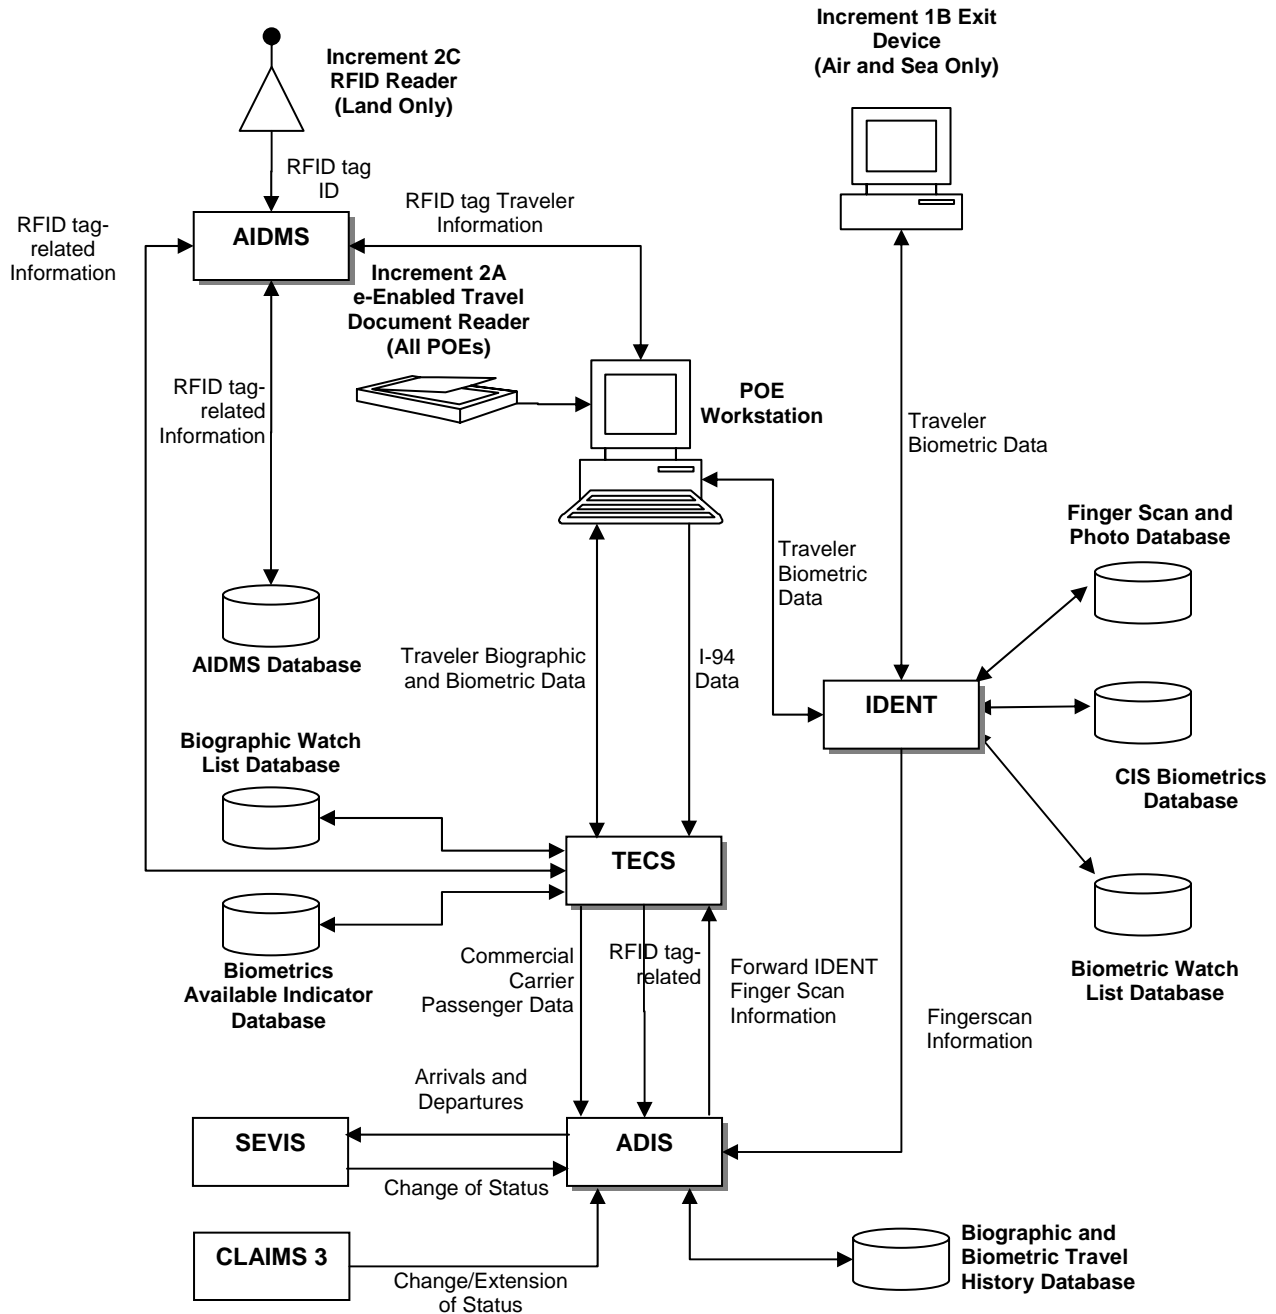 Increment 1B Exit
Device
(Air and Sea Only)
Increment 2C
RFID Reader
(Land Only)
RFID tag
ID
RFID tag Traveler
Information
RFID tag-
related
Information
AIDMS
Increment 2A
e-Enabled Travel
Document Reader
(All POEs)
POE
Workstation
RFID tag-
related
Information
Traveler
Biometric Data
Finger Scan and
Photo Database
Traveler
Biometric
Data
AIDMS Database
Traveler Biographic
and Biometric Data
I-94
Data
IDENT
Biographic Watch
List Database
CIS Biometrics
Database
TECS
Biometrics
Available Indicator
Database
Commercial
Carrier
Passenger Data
RFID tag-
related
Forward IDENT
Finger Scan
Information
Biometric Watch
List Database
Fingerscan
Information
Arrivals and
Departures
SEVIS
ADIS
Change of Status
CLAIMS 3
Change/Extension
of Status
Biographic and
Biometric Travel
History Database